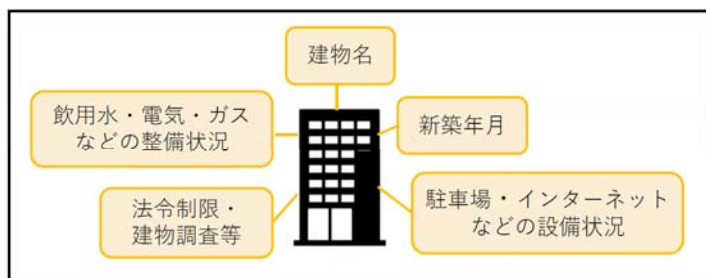 建物名
飲用水・電気・ガス
などの整備状況
新築年月
法令制限・
建物調査等
駐車場・インターネット
などの設備状況